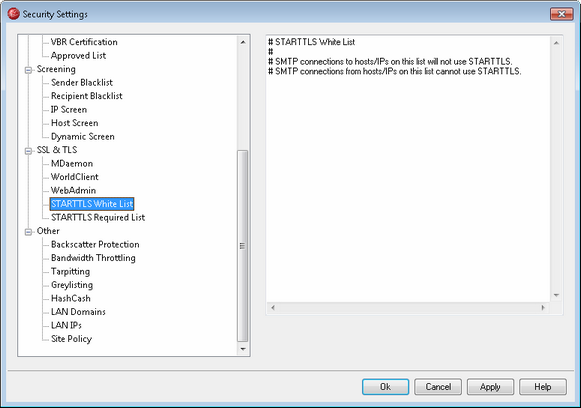 Security Settings
VBR Certification
Approved List
Screening
Sender Blacklist
Recipient Blacklist
IP Screen
Host Screen
Dynamic Screen
SSL & TLS
MDaemon
WorldClient
WebAdmin
STARTTLS White List
STARTTLS Required List
Other
Backscatter Protection
Bandwidth Throttling
Tarpitting
Greylisting
HashCash
LAN Domains
LAN IPs
Site Policy
# STARTTLS White List
#
# SMTP connections to hosts/IPs on this list will not use STARTTLS.
# SMTP connections from hosts/IPs on this list cannot use STARTTLS.
Ok
Cancel
Apply
Help